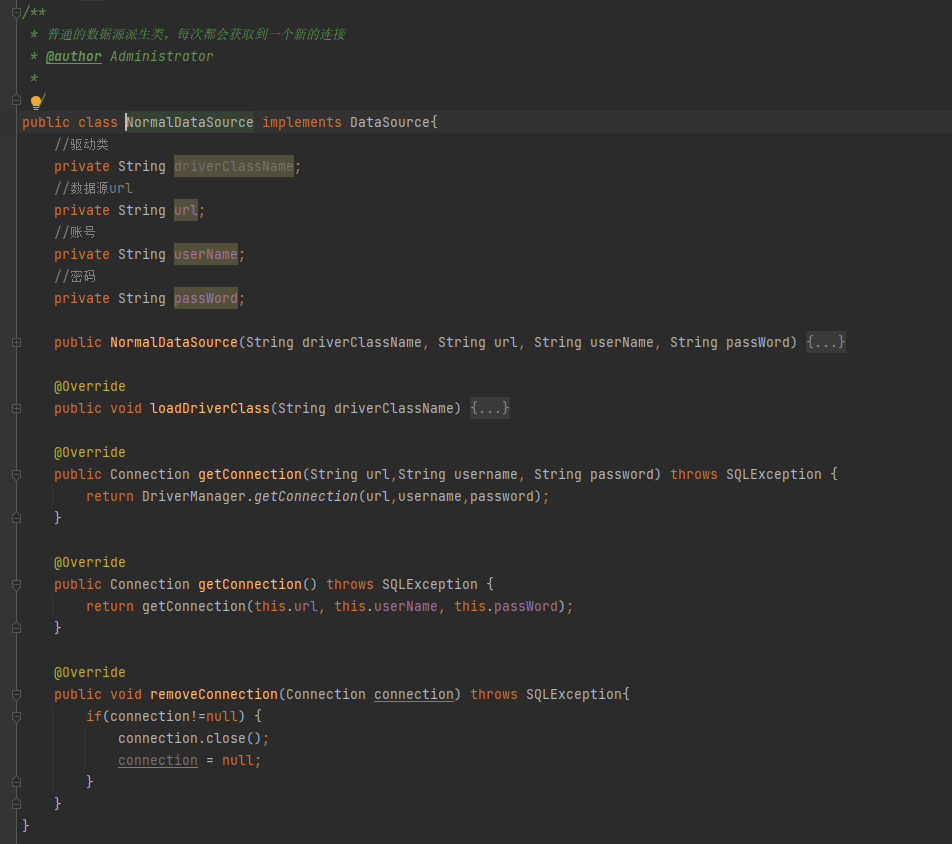 /**
 * 普通的数据源派生类，每次都会获取到一个新的连接
 * @author Administrator
 *
 */
public class NormalDataSource implements DataSource{
    //驱动类
    private String driverClassName;
    //数据源url
    private String url;
    //账号
    private String userName;
    //密码
    private String passWord;
    public NormalDataSource(String driverClassName, String url, String userName, String passWord) {...}
    @Override
    public void loadDriverClass(String driverClassName) {...}
    @Override
    public Connection getConnection(String url,String username, String password) throws SQLException {
        return DriverManager.getConnection(url,username,password);
    }
    @Override
    public Connection getConnection() throws SQLException {
        return getConnection(this.url, this.userName, this.passWord);
    }
    @Override
    public void removeConnection(Connection connection) throws SQLException{
        if(connection!=null) {
            connection.close();
            connection = null;
        }
    }
}